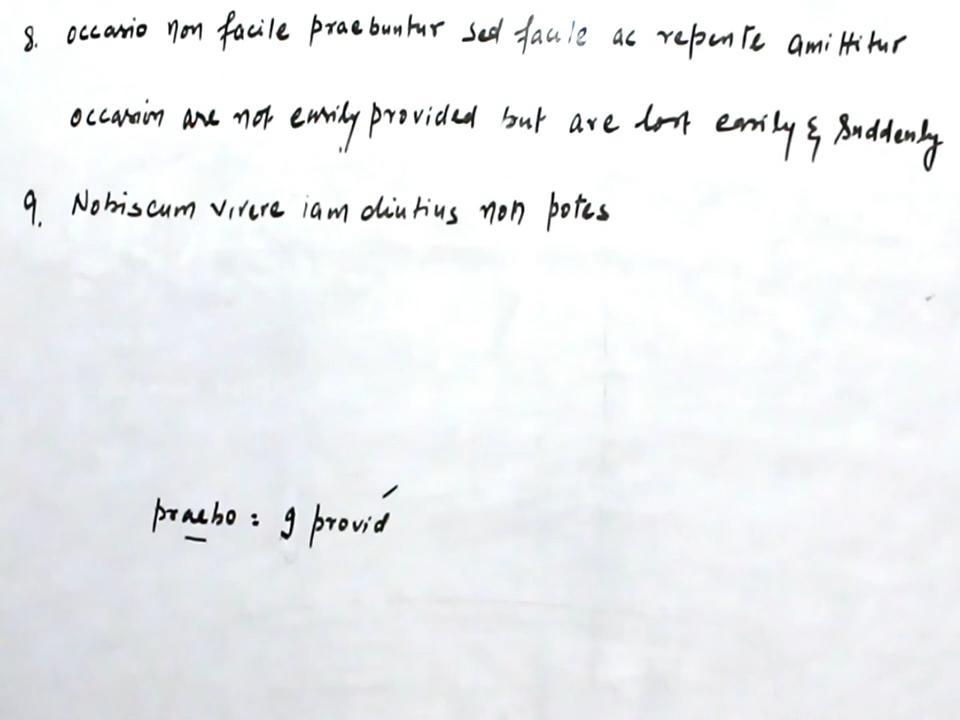 8. occasio non facile praebuntur sed facile ac repente amittitur
occasion are not easily provided but are lost easily & suddenly
9. Nobiscum vivere iam diutius non potes
praebo = I provid